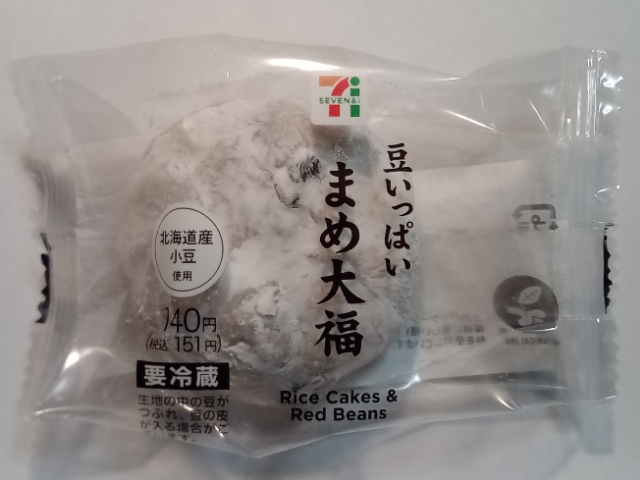 SEVEN&i
豆いっぱい
まめ大福
北海道産
小豆
使用
140円
(税込 151円)
要冷蔵
Rice Cakes &
Red Beans
生地の中の豆が
つぶれ、豆の皮
が入る場合がご